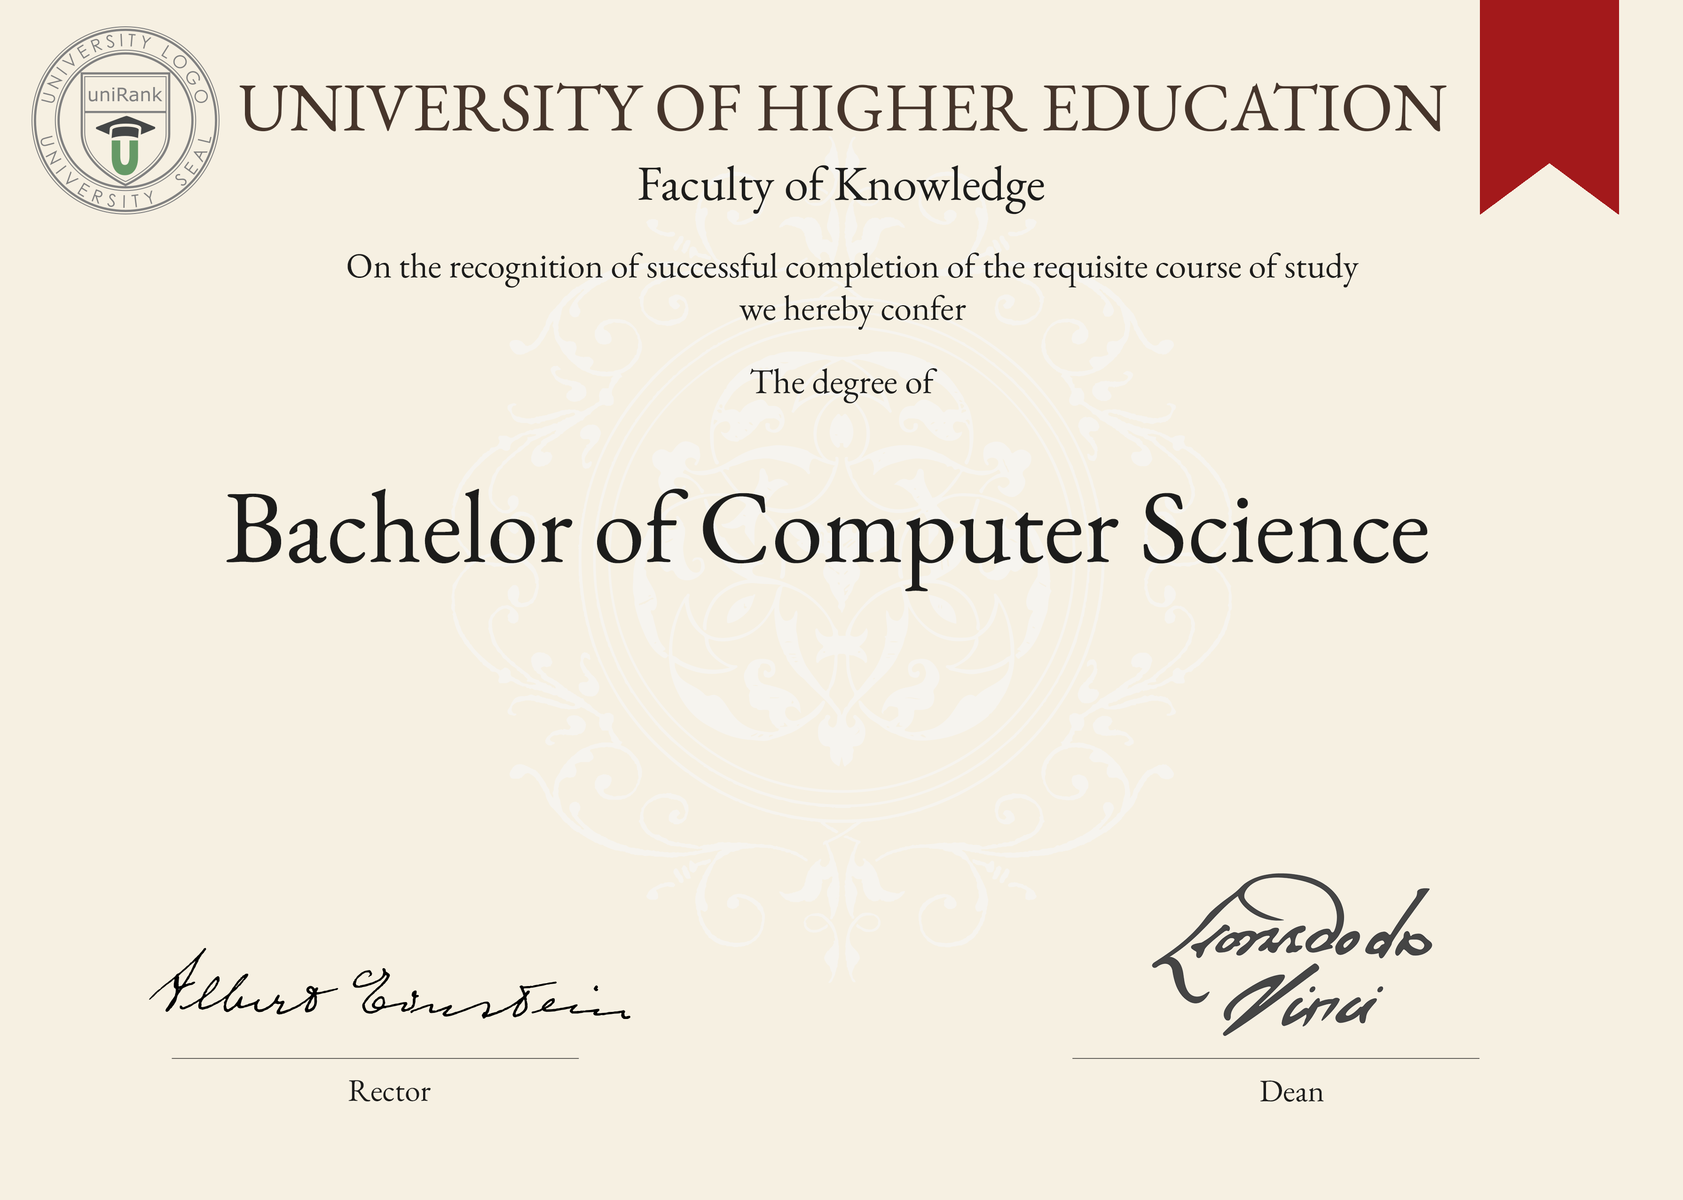 UNIVERSITY LOGO
uniRank
U
UNIVERSITY SEAL
UNIVERSITY OF HIGHER EDUCATION
Faculty of Knowledge
On the recognition of successful completion of the requisite course of study
we hereby confer
The degree of
Bachelor of Computer Science
Albert Einstein
Rector
Leonardo da
Vinci
Dean